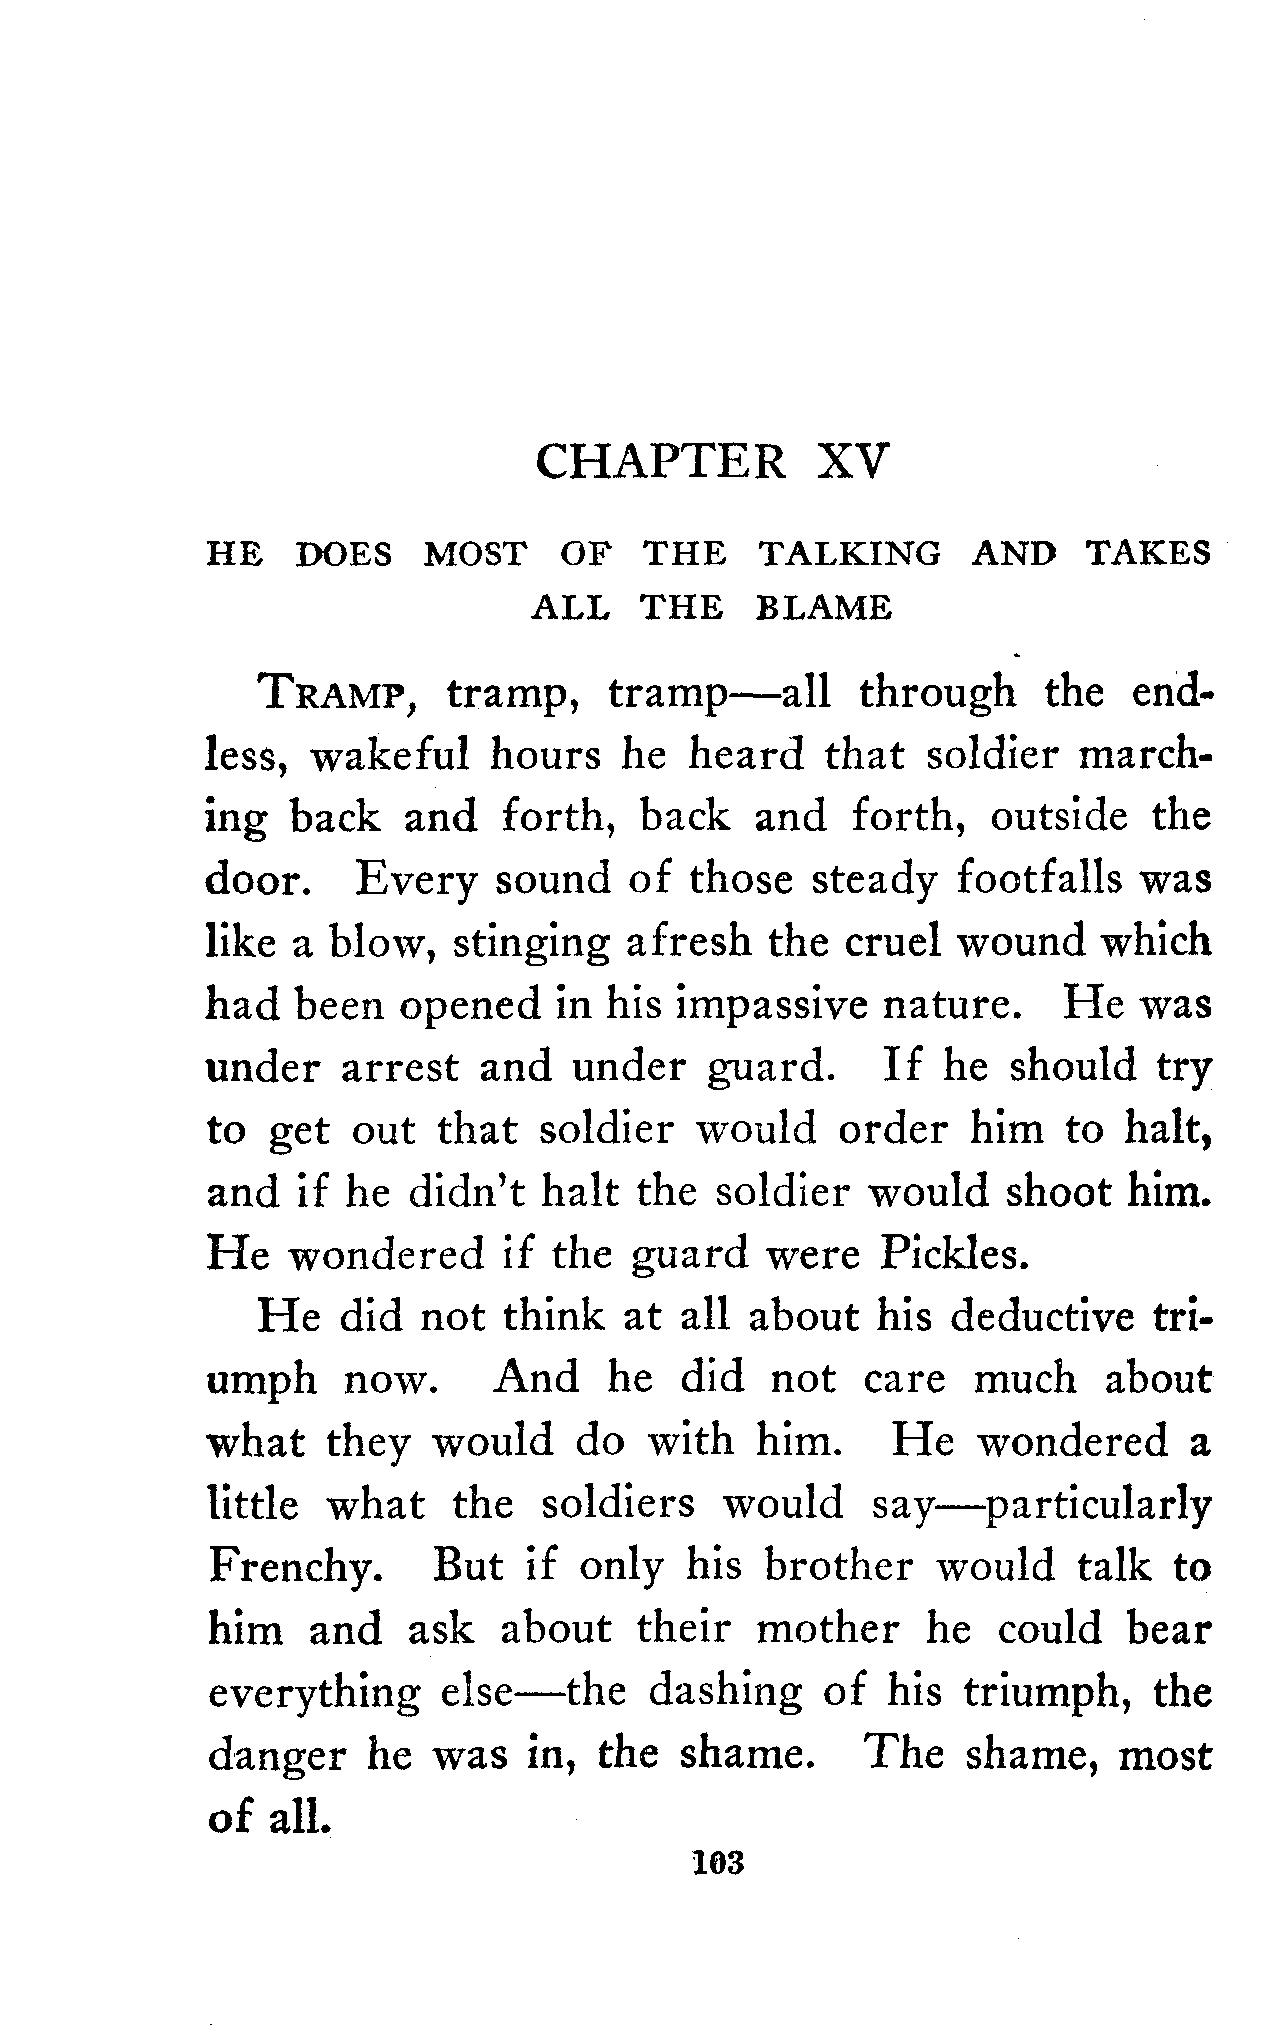 CHAPTER XV
HE DOES MOST OF THE TALKING AND TAKES
ALL THE BLAME
TRAMP, tramp, tramp—all through the end-
less, wakeful hours he heard that soldier march-
ing back and forth, back and forth, outside the
door. Every sound of those steady footfalls was
like a blow, stinging afresh the cruel wound which
had been opened in his impassive nature. He was
under arrest and under guard. If he should try
to get out that soldier would order him to halt,
and if he didn't halt the soldier would shoot him.
He wondered if the guard were Pickles.
He did not think at all about his deductive tri-
umph now. And he did not care much about
what they would do with him. He wondered a
little what the soldiers would say—particularly
Frenchy. But if only his brother would talk to
him and ask about their mother he could bear
everything else—the dashing of his triumph, the
danger he was in, the shame. The shame, most
of all.
103